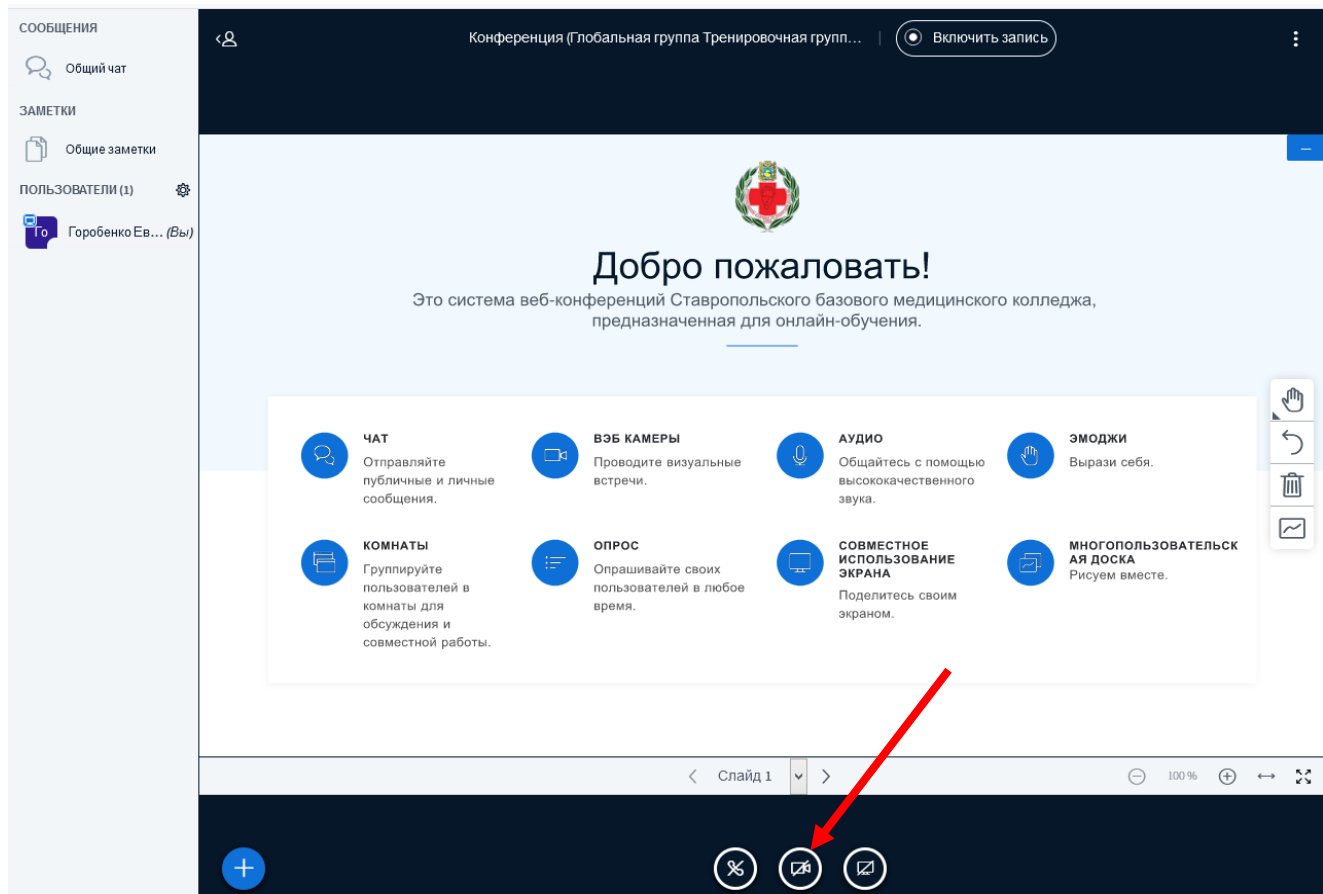 СООБЩЕНИЯ
Общий чат
ЗАМЕТКИ
Общие заметки
ПОЛЬЗОВАТЕЛИ (1)
Го
Горобенко Ев... (Вы)
Конференция (Глобальная группа Тренировочная групп...
Включить запись
Добро пожаловать!
Это система веб-конференций Ставропольского базового медицинского колледжа,
предназначенная для онлайн-обучения.
ЧАТ
Отправляйте
публичные и личные
сообщения.
ВЭБ КАМЕРЫ
Проводите визуальные
встречи.
АУДИО
Общайтесь с помощью
высококачественного
звука.
ЭМОДЖИ
Вырази себя.
КОМНАТЫ
Группируйте
пользователей в
комнаты для
обсуждения и
совместной работы.
ОПРОС
Опрашивайте своих
пользователей в любое
время.
СОВМЕСТНОЕ
ИСПОЛЬЗОВАНИЕ
ЭКРАНА
Поделитесь своим
экраном.
МНОГОПОЛЬЗОВАТЕЛЬСК
АЯ ДОСКА
Рисуем вместе.
Слайд 1
100 %